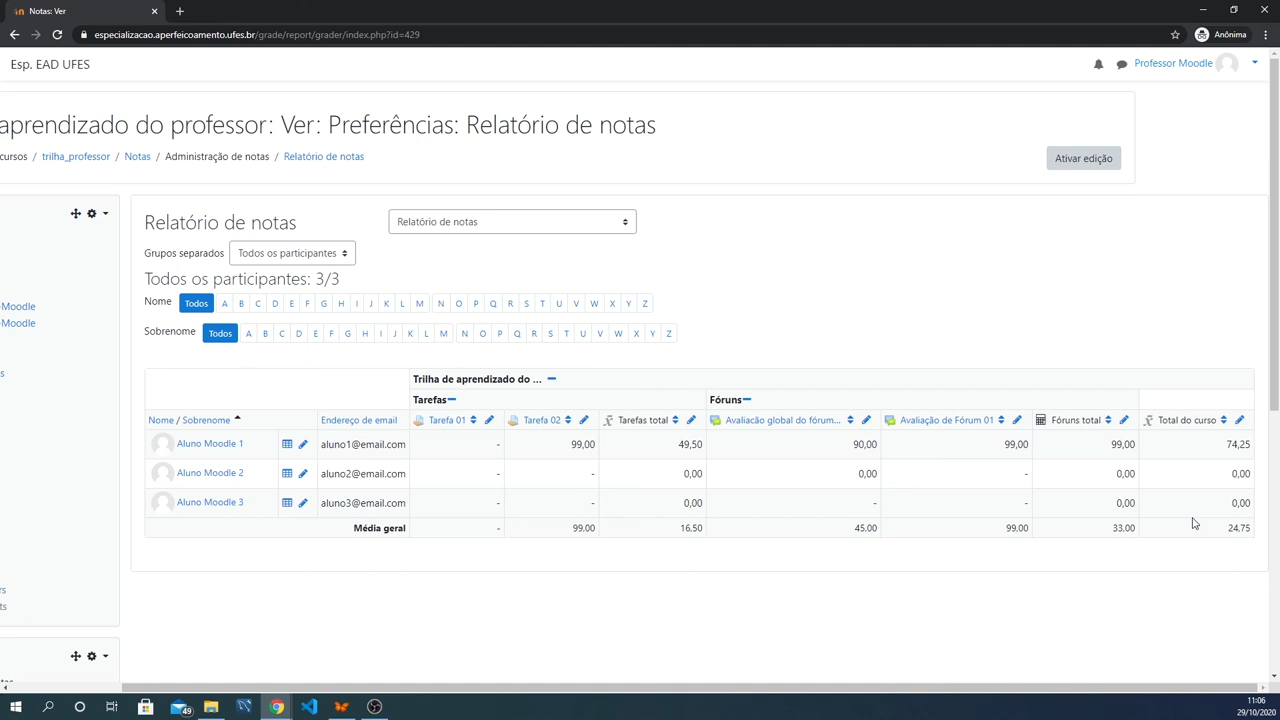 Notas: Ver
especializacao.aperfeicoamento.ufes.br/grade/report/grader/index.php?id=429
Anônima
Esp. EAD UFES
Professor Moodle
aprendizado do professor: Ver: Preferências: Relatório de notas
cursos / trilha_professor / Notas / Administração de notas / Relatório de notas
Ativar edição
Relatório de notas
Relatório de notas
Grupos separados Todos os participantes
Todos os participantes: 3/3
Nome Todos A B C D E F G H I J K L M N O P Q R S T U V W X Y Z
Sobrenome Todos A B C D E F G H I J K L M N O P Q R S T U V W X Y Z
-Moodle
-Moodle
s
rs
ts
Trilha de aprendizado do ...
Tarefas Fóruns
Nome / Sobrenome Endereço de email Tarefa 01 Tarefa 02 Tarefas total Avaliacão global do fórum... Avaliação de Fórum 01 Fóruns total Total do curso
Aluno Moodle 1 aluno1@email.com - 99,00 49,50 90,00 99,00 99,00 74,25
Aluno Moodle 2 aluno2@email.com - - 0,00 0,00 - 0,00 0,00
Aluno Moodle 3 aluno3@email.com - - 0,00 - - 0,00 0,00
Média geral - 99,00 16,50 45,00 99,00 33,00 24,75
49
11:06
29/10/2020